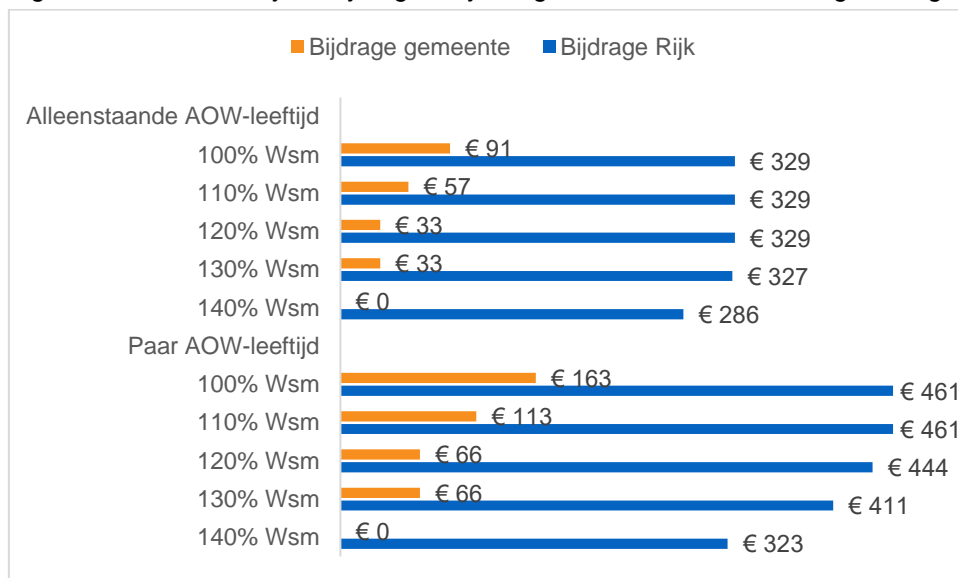 Bijdrage gemeente Bijdrage Rijk
Alleenstaande AOW-leeftijd
100% Wsm € 91 € 329
110% Wsm € 57 € 329
120% Wsm € 33 € 329
130% Wsm € 33 € 327
140% Wsm € 0 € 286
Paar AOW-leeftijd
100% Wsm € 163 € 461
110% Wsm € 113 € 461
120% Wsm € 66 € 444
130% Wsm € 66 € 411
140% Wsm € 0 € 323